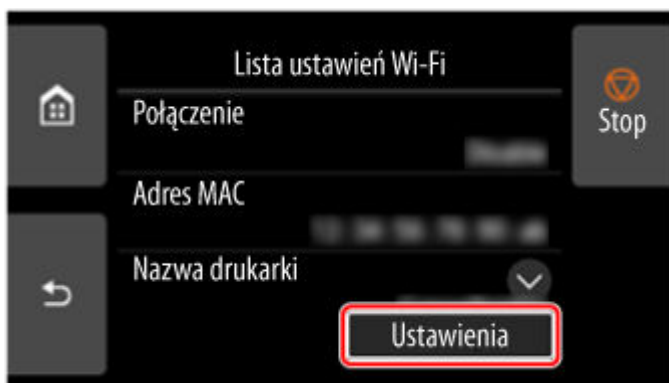 Lista ustawień Wi-Fi
Połączenie
Adres MAC
Nazwa drukarki
Ustawienia
Stop